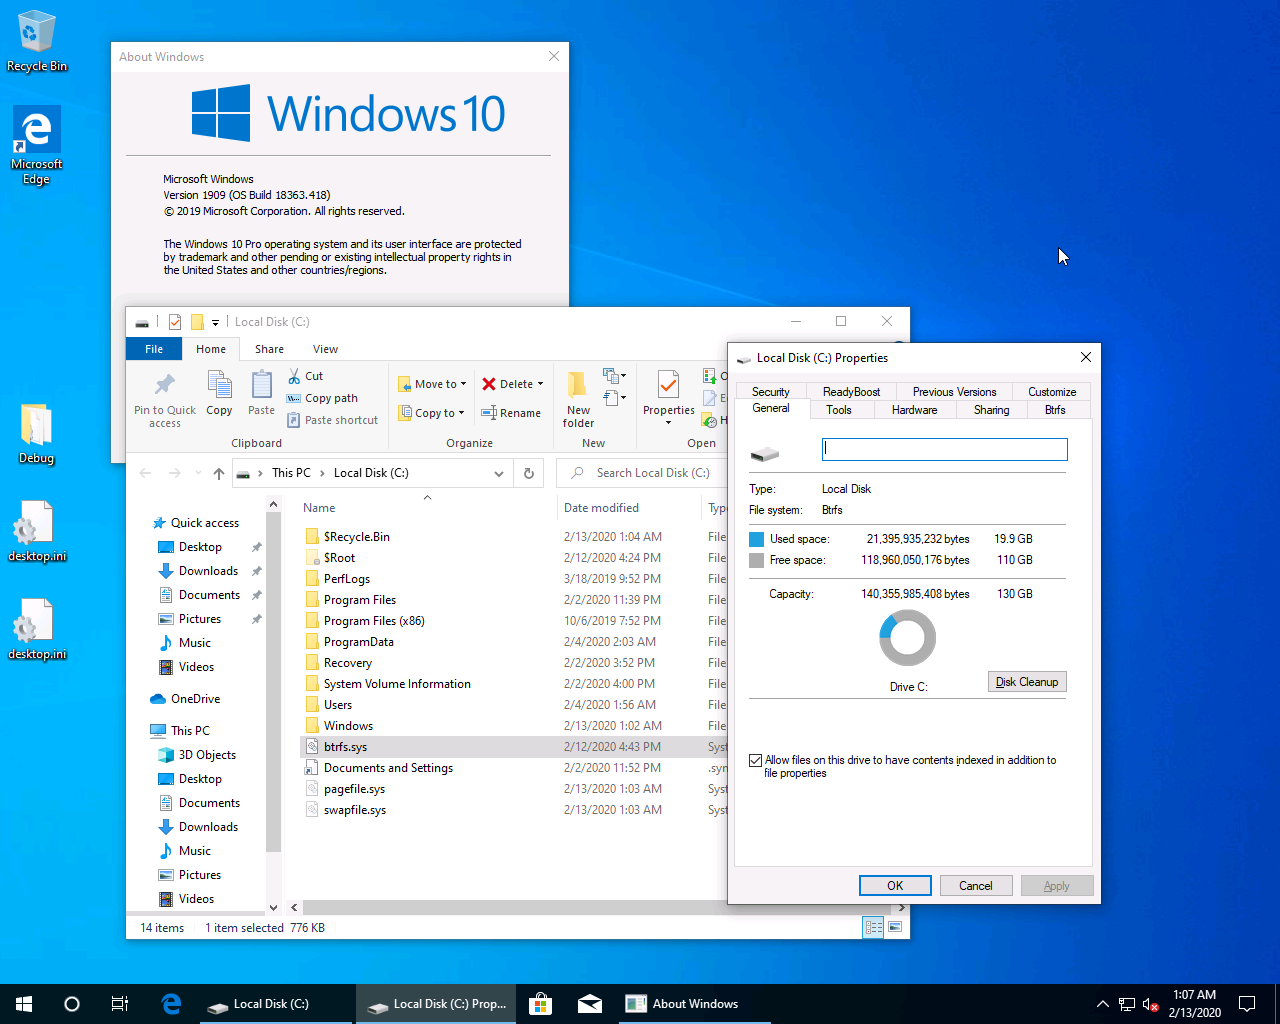 Recycle Bin
Microsoft
Edge
Debug
desktop.ini
desktop.ini
About Windows
Windows 10
Microsoft Windows
Version 1909 (OS Build 18363.418)
© 2019 Microsoft Corporation. All rights reserved.
The Windows 10 Pro operating system and its user interface are protected
by trademark and other pending or existing intellectual property rights in
the United States and other countries/regions.
Local Disk (C:)
File Home Share View
Pin to Quick
access
Copy
Paste
Cut
Copy path
Paste shortcut
Clipboard
Move to
Copy to
Delete
Rename
Organize
New
folder
New
Properties
Open
This PC Local Disk (C:)
Search Local Disk (C:)
Quick access
Desktop
Downloads
Documents
Pictures
Music
Videos
OneDrive
This PC
3D Objects
Desktop
Documents
Downloads
Music
Pictures
Videos
Name Date modified Typ
$Recycle.Bin 2/13/2020 1:04 AM File
$Root 2/12/2020 4:24 PM File
PerfLogs 3/18/2019 9:52 PM File
Program Files 2/2/2020 11:39 PM File
Program Files (x86) 10/6/2019 7:52 PM File
ProgramData 2/4/2020 2:03 AM File
Recovery 2/2/2020 3:52 PM File
System Volume Information 2/2/2020 4:00 PM File
Users 2/4/2020 1:56 AM File
Windows 2/13/2020 1:02 AM File
btrfs.sys 2/12/2020 4:43 PM Syst
Documents and Settings 2/2/2020 11:52 PM .syn
pagefile.sys 2/13/2020 1:03 AM Syst
swapfile.sys 2/13/2020 1:03 AM Syst
14 items 1 item selected 776 KB
Local Disk (C:) Properties
Security ReadyBoost Previous Versions Customize
General Tools Hardware Sharing Btrfs
Type: Local Disk
File system: Btrfs
Used space: 21,395,935,232 bytes 19.9 GB
Free space: 118,960,050,176 bytes 110 GB
Capacity: 140,355,985,408 bytes 130 GB
Drive C:
Disk Cleanup
Allow files on this drive to have contents indexed in addition to
file properties
OK Cancel Apply
Local Disk (C:)
Local Disk (C:) Prop...
About Windows
1:07 AM
2/13/2020